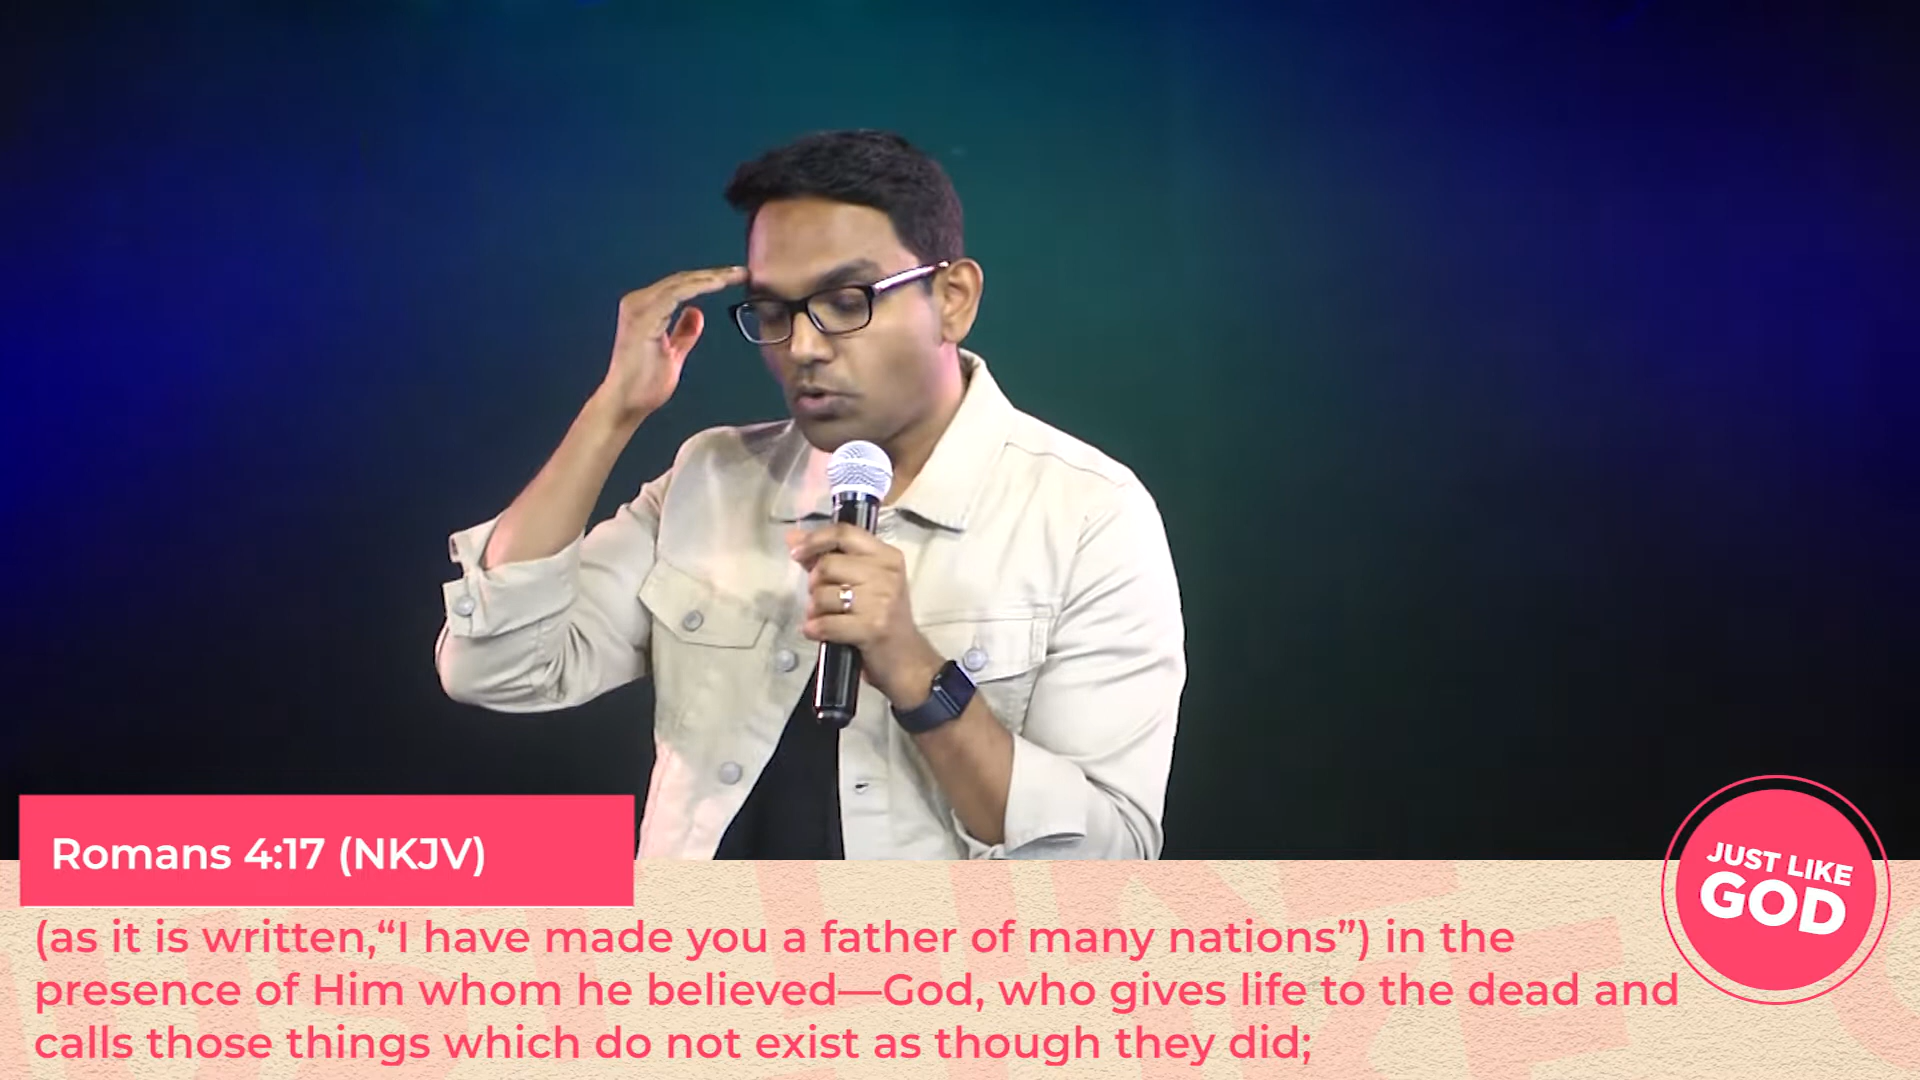 Romans 4:17 (NKJV)
(as it is written,“I have made you a father of many nations”) in the
presence of Him whom he believed—God, who gives life to the dead and
calls those things which do not exist as though they did;
JUST LIKE
GOD